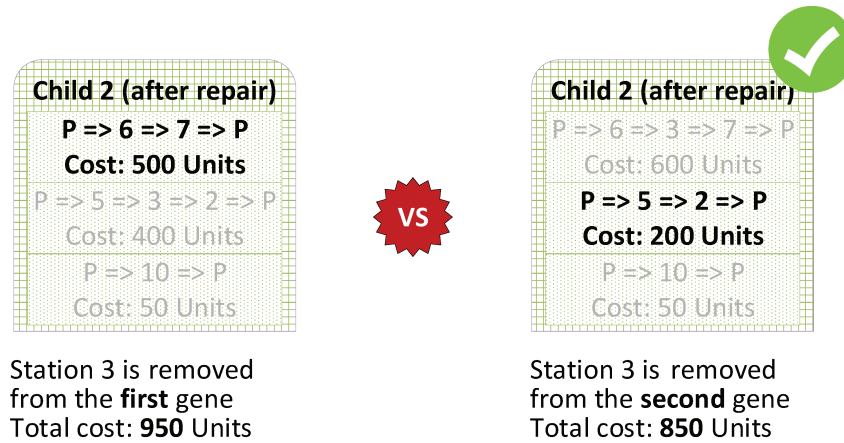 Child 2 (after repair)
P => 6 => 7 => P
Cost: 500 Units
P => 5 => 3 => 2 => P
Cost: 400 Units
P => 10 => P
Cost: 50 Units
Station 3 is removed
from the first gene
Total cost: 950 Units
VS
Child 2 (after repair)
P => 6 => 3 => 7 => P
Cost: 600 Units
P => 5 => 2 => P
Cost: 200 Units
P => 10 => P
Cost: 50 Units
Station 3 is removed
from the second gene
Total cost: 850 Units